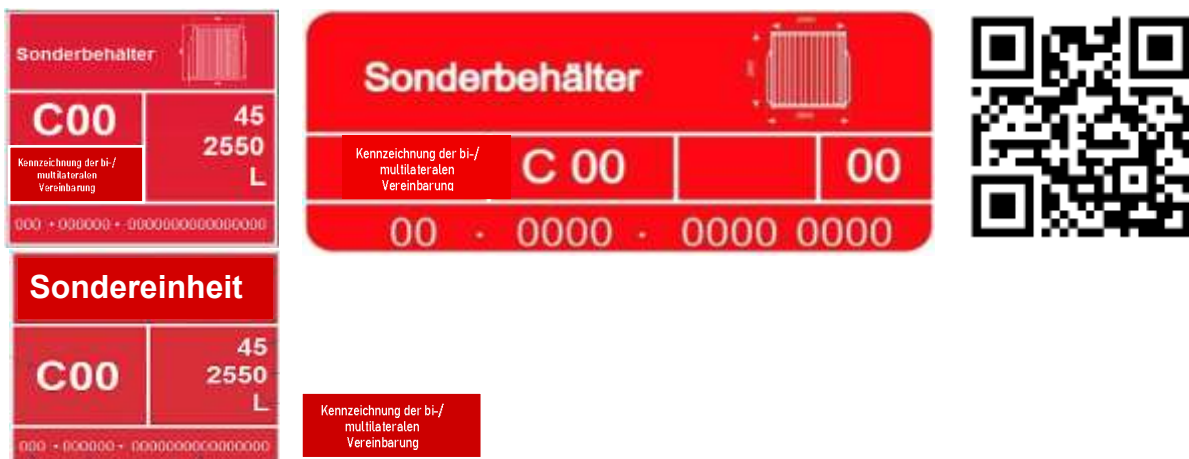 Sonderbehälter
C00
45
2550
L
Kennzeichnung der bi-/
multilateralen
Vereinbarung
000 • 000000 • 0000000000000000
Sonderbehälter
Kennzeichnung der bi-/
multilateralen
Vereinbarung
C 00
00
00 · 0000 · 0000 0000
Sondereinheit
C00
45
2550
L
000 • 000000 • 0000000000000000
Kennzeichnung der bi-/
multilateralen
Vereinbarung